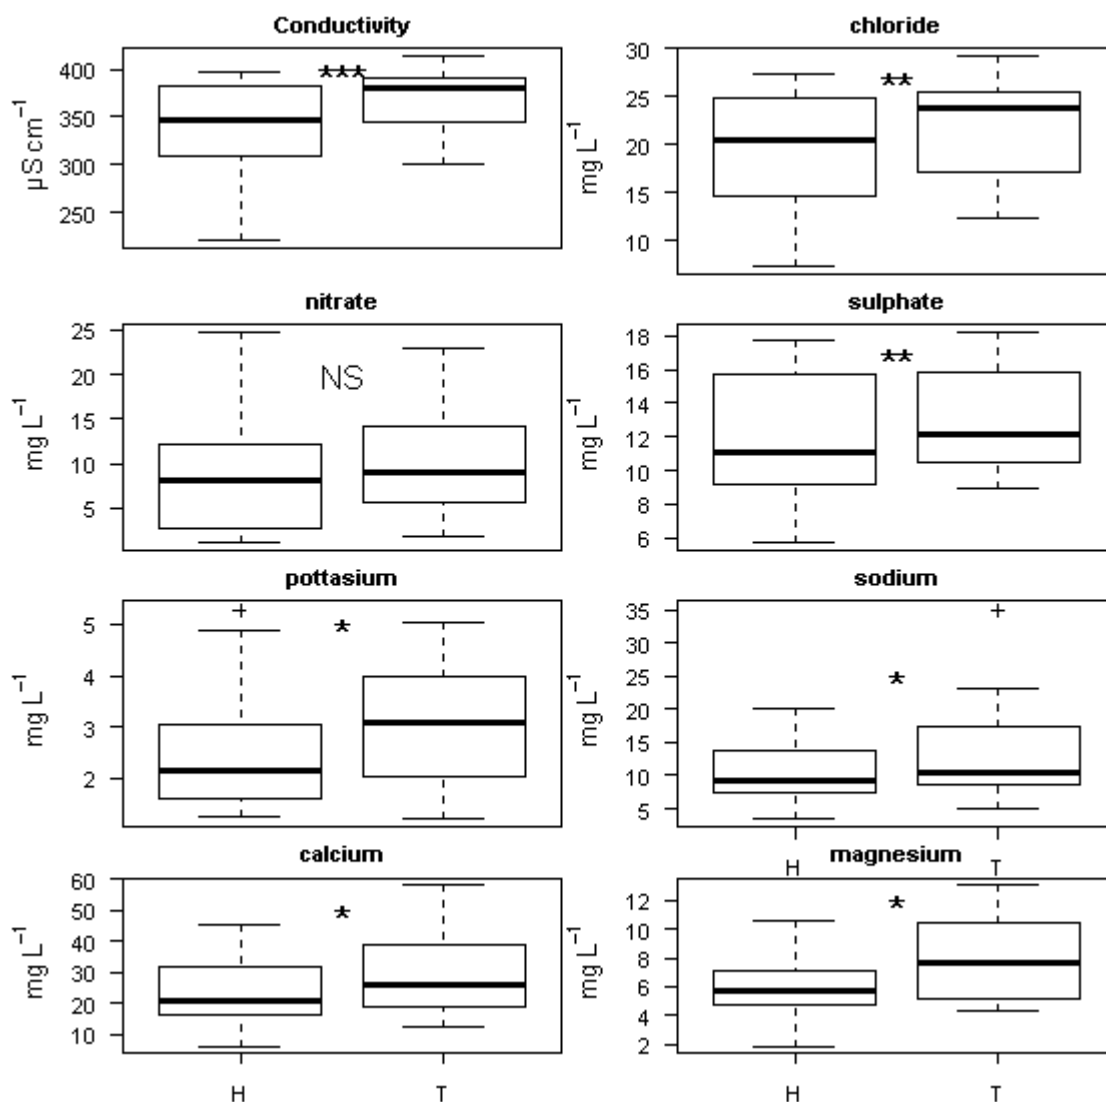 Conductivity
400
350
300
250
µS cm⁻¹
***
chloride
30
25
20
15
10
mg L⁻¹
**
nitrate
25
20
15
10
5
mg L⁻¹
NS
sulphate
18
16
14
12
10
8
6
mg L⁻¹
**
pottasium
5
4
3
2
mg L⁻¹
*
sodium
35
30
25
20
15
10
5
mg L⁻¹
*
H T
calcium
60
50
40
30
20
10
mg L⁻¹
*
H T
magnesium
12
10
8
6
4
2
mg L⁻¹
*
H T